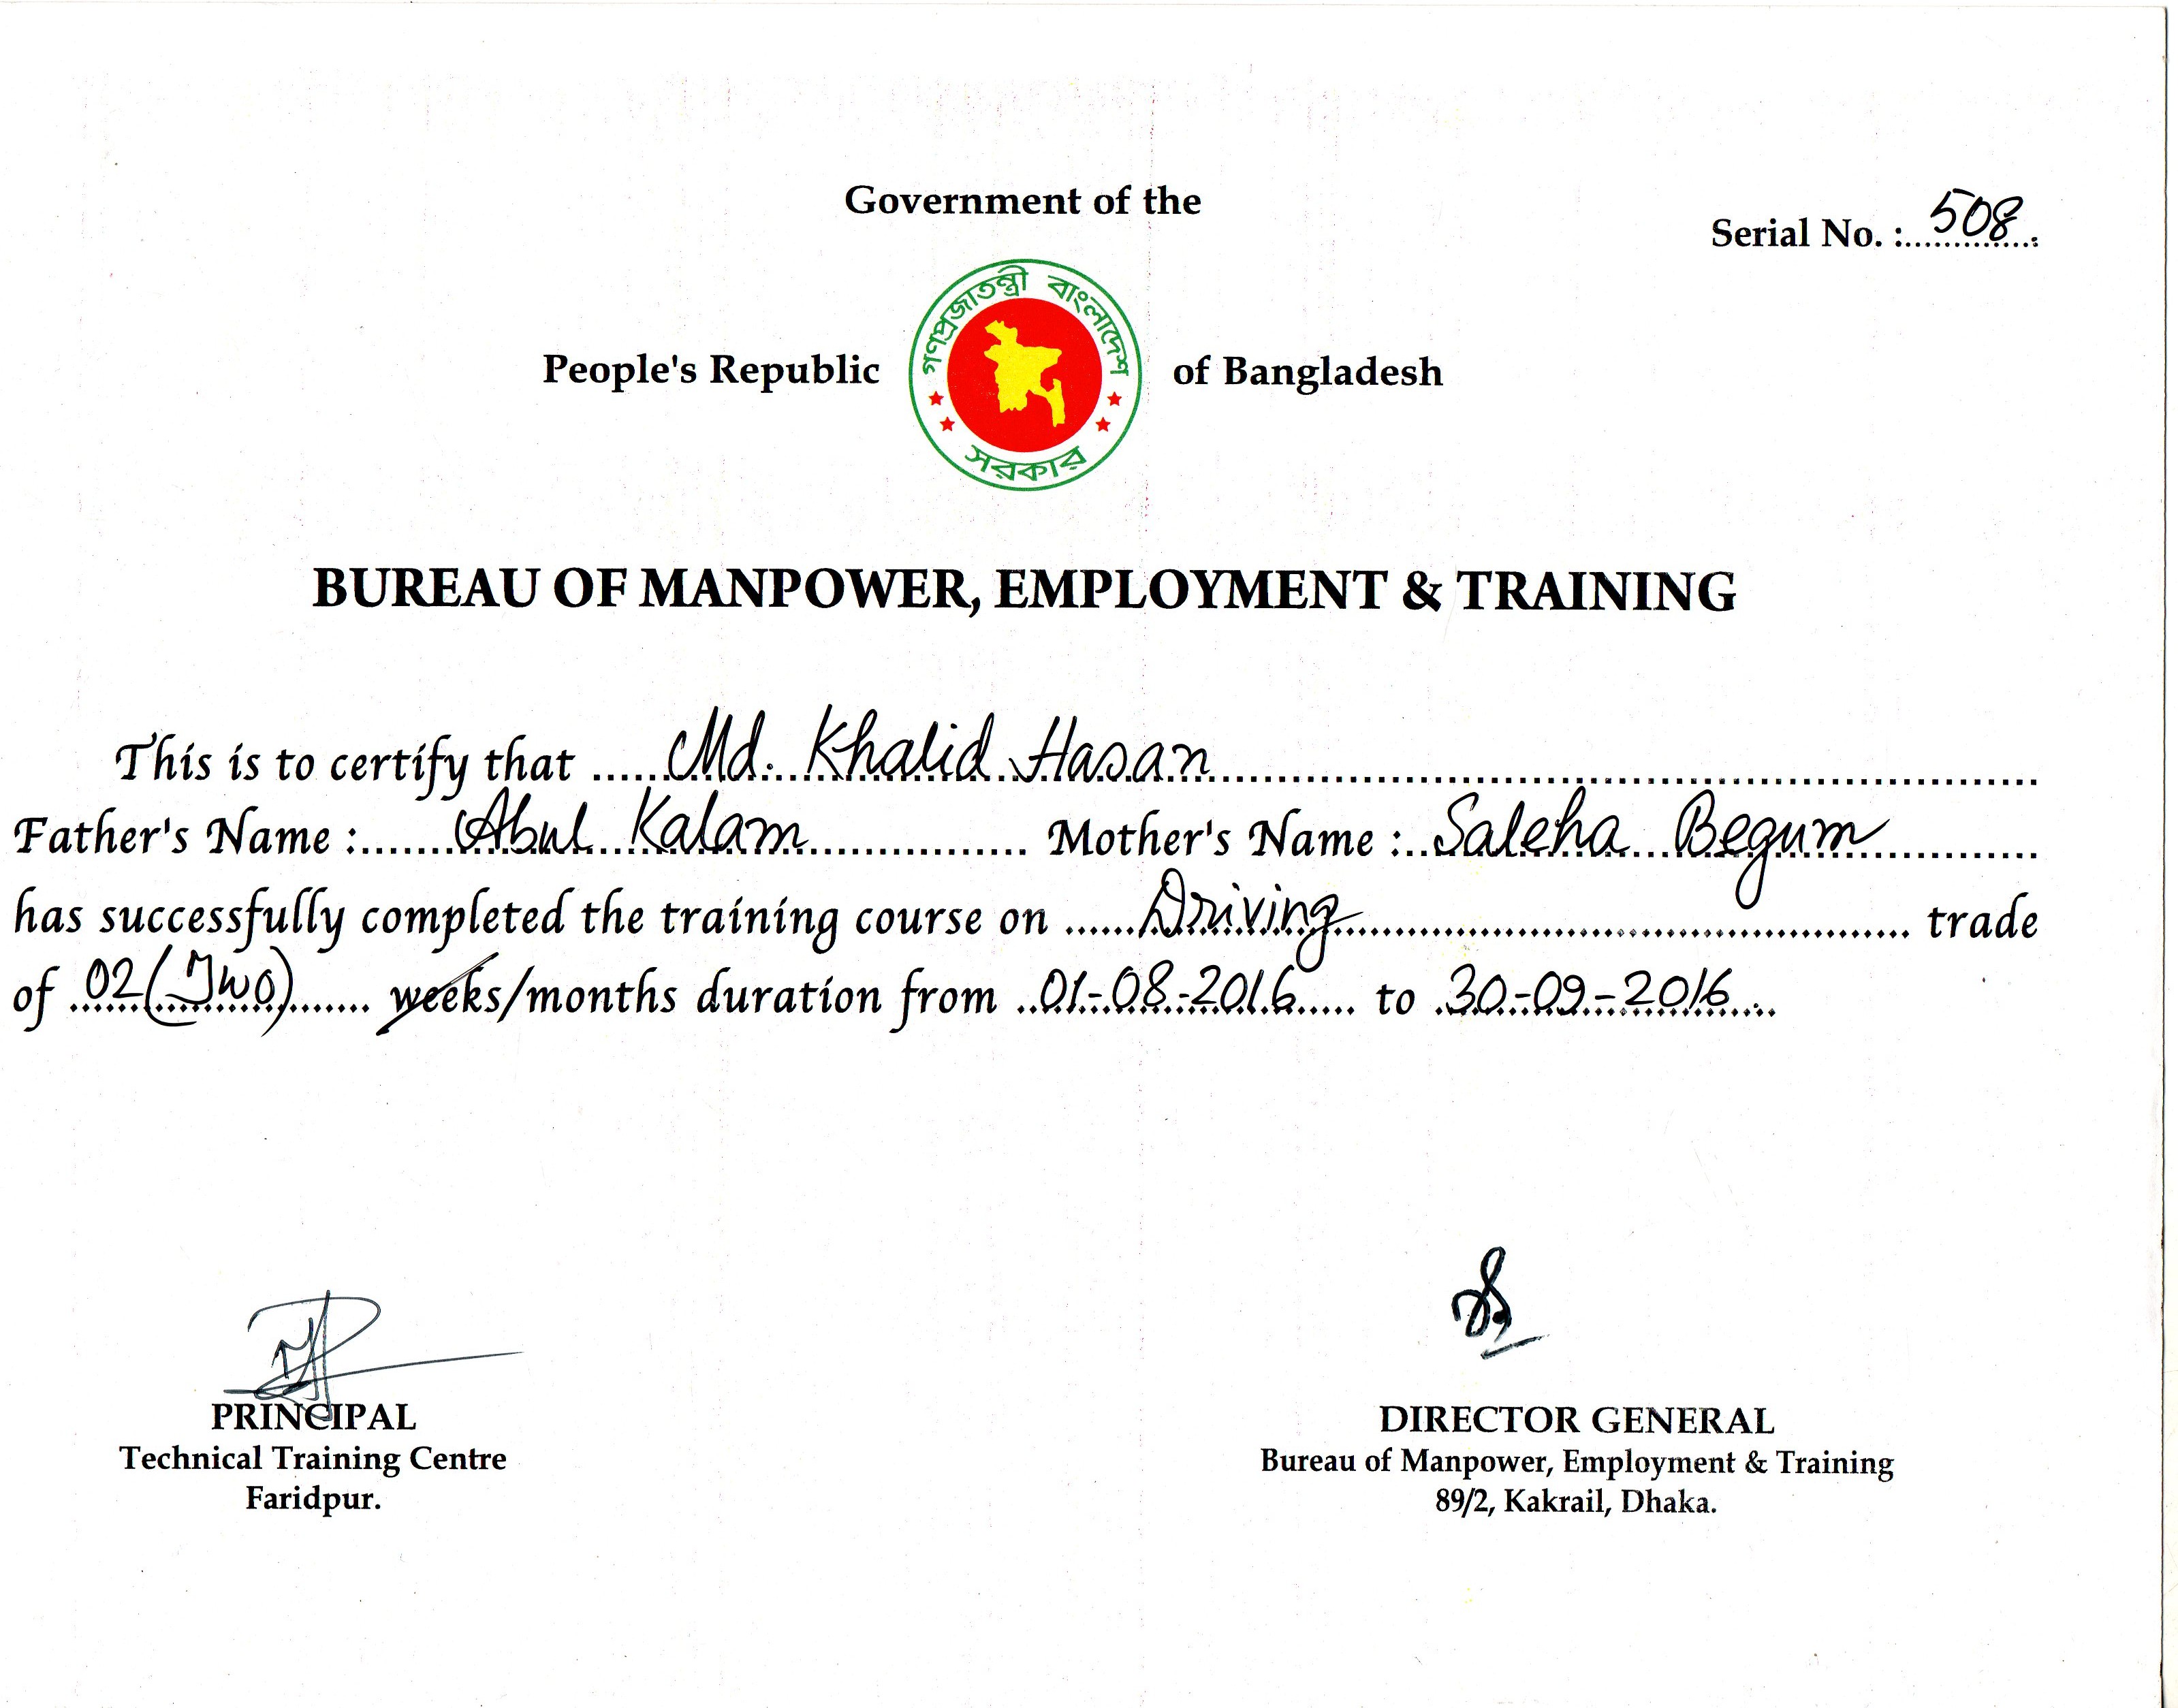 Government of the
Serial No. : 508.
People's Republic
গণপ্রজাতন্ত্রী বাংলাদেশ
সরকার
of Bangladesh
BUREAU OF MANPOWER, EMPLOYMENT & TRAINING
This is to certify that Md. Khalid Hasan
Father's Name : Abul Kalam Mother's Name : Saleha Begum
has successfully completed the training course on Driving trade
of 02 (Two) weeks/months duration from 01-08-2016 to 30-09-2016
PRINCIPAL
Technical Training Centre
Faridpur.
DIRECTOR GENERAL
Bureau of Manpower, Employment & Training
89/2, Kakrail, Dhaka.